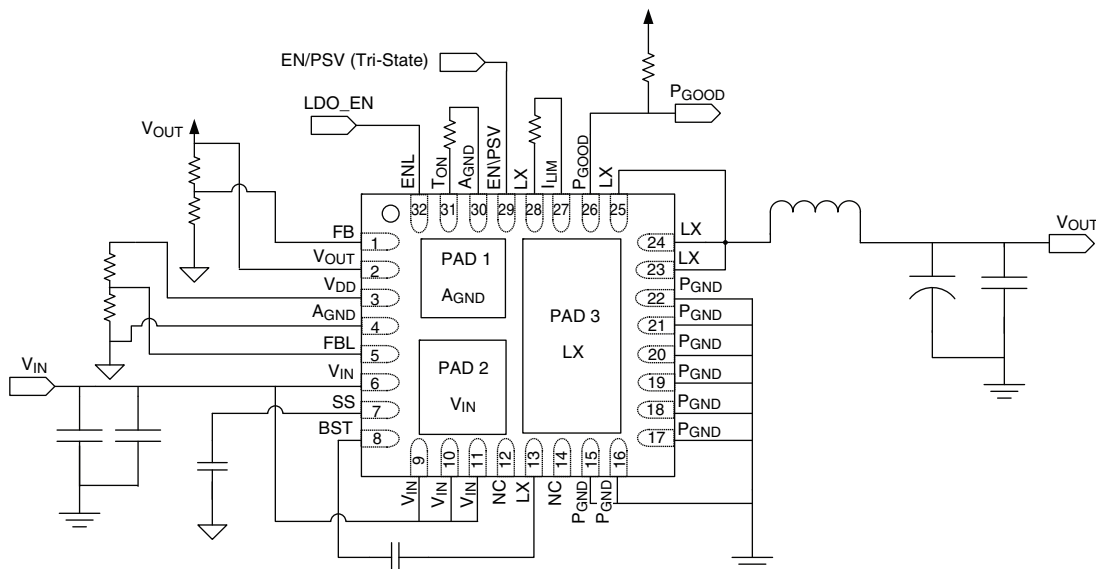 EN/PSV (Tri-State)
PGOOD
LDO_EN
VOUT
ENL
TON
AGND
EN\PSV
LX
ILIM
PGOOD
LX
32
31
30
29
28
27
26
25
FB
1
VOUT
2
VDD
3
AGND
4
FBL
5
VIN
VIN
6
SS
7
BST
8
PAD 1
AGND
PAD 2
VIN
PAD 3
LX
24
LX
23
LX
22
PGND
21
PGND
20
PGND
19
PGND
18
PGND
17
PGND
VOUT
9
10
11
12
13
14
15
16
VIN
VIN
VIN
NC
LX
NC
PGND
PGND